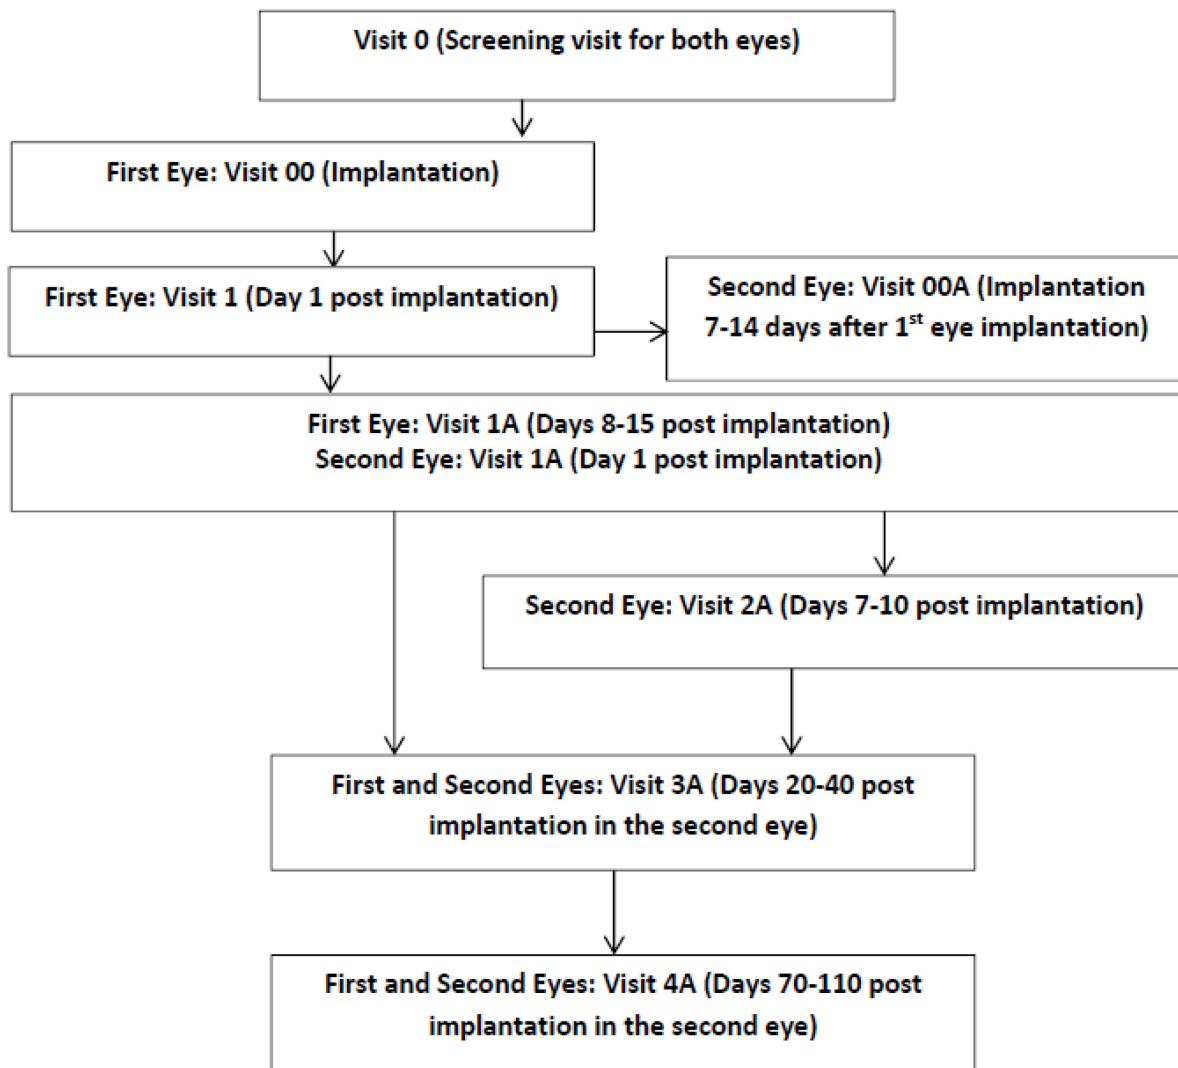 Visit 0 (Screening visit for both eyes)
First Eye: Visit 00 (Implantation)
First Eye: Visit 1 (Day 1 post implantation)
Second Eye: Visit 00A (Implantation
7-14 days after 1st eye implantation)
First Eye: Visit 1A (Days 8-15 post implantation)
Second Eye: Visit 1A (Day 1 post implantation)
Second Eye: Visit 2A (Days 7-10 post implantation)
First and Second Eyes: Visit 3A (Days 20-40 post
implantation in the second eye)
First and Second Eyes: Visit 4A (Days 70-110 post
implantation in the second eye)